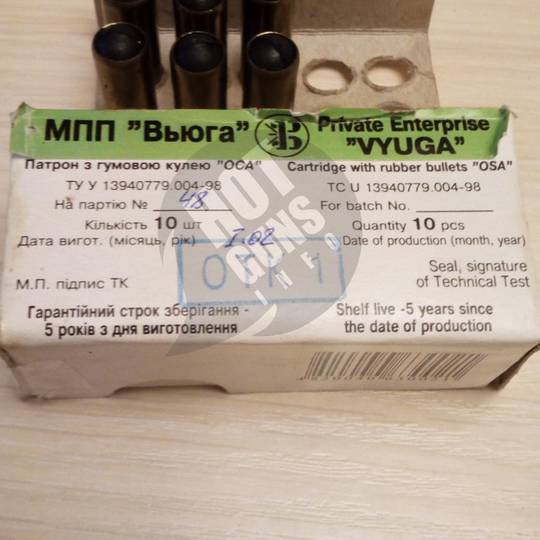 МПП "Вьюга"
Патрон з гумовою кулею "ОСА"
ТУ У 13940779.004-98
На партію № 48
Кількість 10 шт
Дата вигот. (місяць, рік) I.02
М.П. підпис ТК
Гарантійний строк зберігання -
5 років з дня виготовлення
В
Private Enterprise
"VYUGA"
Cartridge with rubber bullets "OSA"
TC U 13940779.004-98
For batch No.
Quantity 10 pcs
Date of production (month, year)
Seal, signature
of Technical Test
Shelf live -5 years since
the date of production
HOT
GUNS
INFO